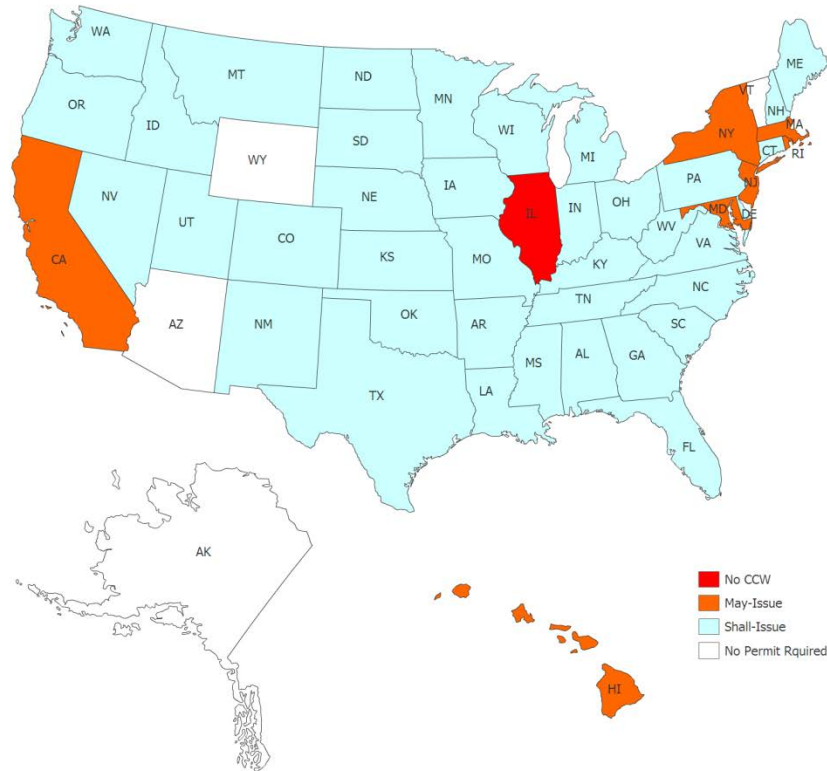 WA
MT
ND
MN
ME
OR
ID
SD
WI
VT
NH
NY
MA
MI
CT
RI
WY
IA
PA
NJ
NE
NV
OH
MD
DE
IL
IN
UT
CO
WV
VA
CA
KS
MO
KY
NC
TN
OK
AZ
NM
AR
SC
MS
AL
GA
TX
LA
FL
AK
No CCW
May-Issue
Shall-Issue
No Permit Rquired
HI